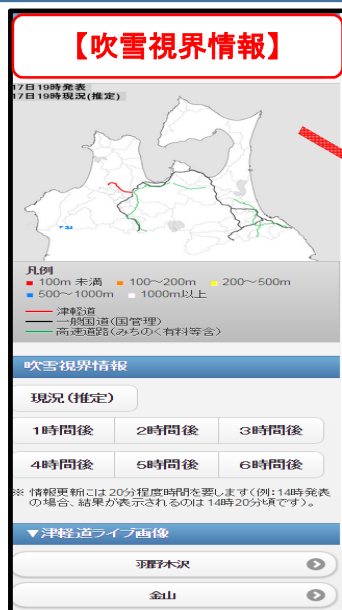 【吹雪視界情報】
17日19時発表
17日19時現況(推定)
凡例
100m 未満 100～200m 200～500m
500～1000m 1000m以上
津軽道
一般国道(国管理)
高速道路(みちのく有料等含)
吹雪視界情報
現況 (推定)
1時間後 2時間後 3時間後
4時間後 5時間後 6時間後
※ 情報更新には20分程度時間を要します(例:14時発表
の場合、結果が表示されるのは14時20分頃です)。
▼津軽道ライブ画像
羽野木沢
金山